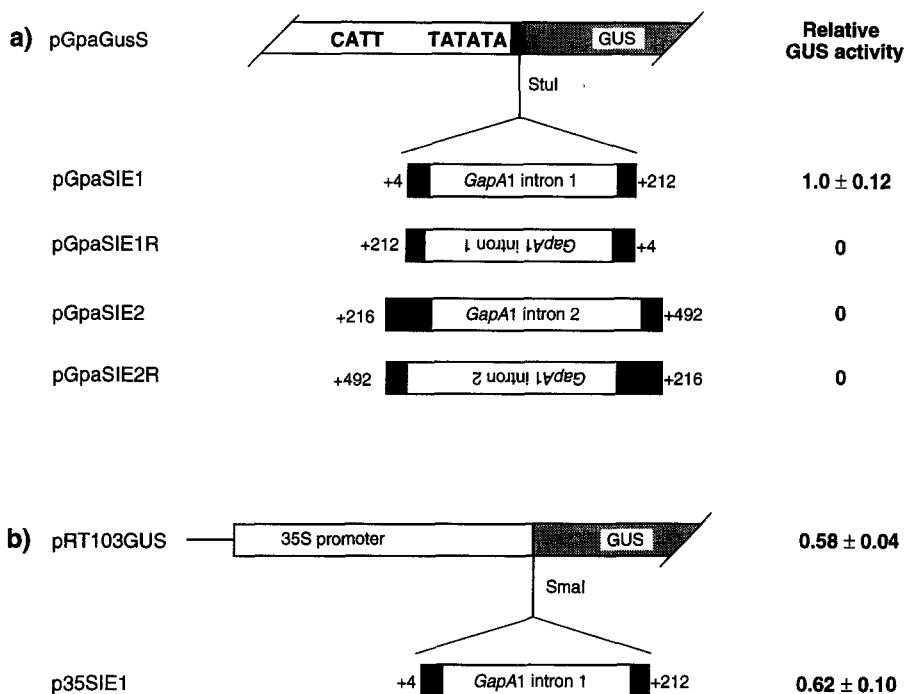 a) pGpaGusS CATT TATATA GUS Relative GUS activity
StuI
pGpaSIE1 +4 GapA1 intron 1 +212 1.0 ± 0.12
pGpaSIE1R +212 GapA1 intron 1 +4 0
pGpaSIE2 +216 GapA1 intron 2 +492 0
pGpaSIE2R +492 GapA1 intron 2 +216 0
b) pRT103GUS 35S promoter GUS 0.58 ± 0.04
SmaI
p35SIE1 +4 GapA1 intron 1 +212 0.62 ± 0.10